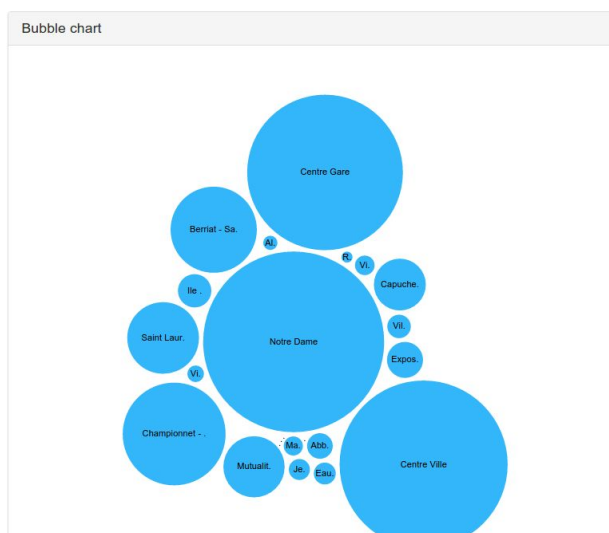 Bubble chart
Centre Gare
Berriat - Sa.
Al.
R.
Vi.
Capuche.
Ile .
Saint Laur.
Notre Dame
Vil.
Expos.
Vi.
Championnet - .
Ma.
Abb.
Mutualit.
Je.
Eau.
Centre Ville